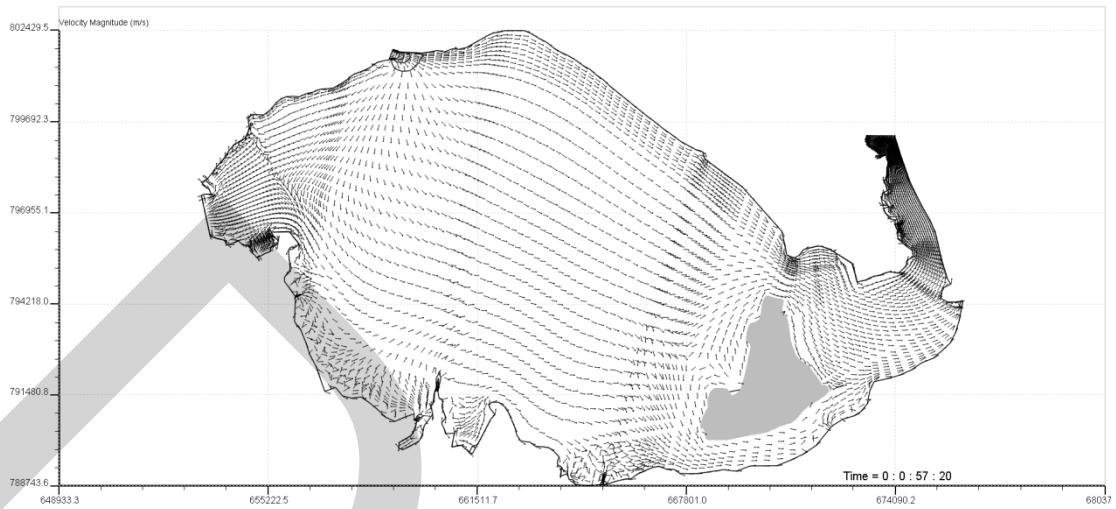 Velocity Magnitude (m/s)
802429.5
799692.3
796955.1
794218.0
791480.8
788743.6
Time = 0 : 0 : 57 : 20
648933.3 655222.5 661511.7 667801.0 674090.2 68037